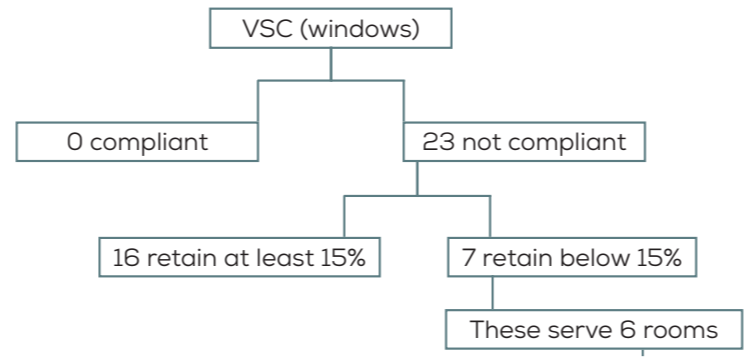 VSC (windows)
0 compliant
23 not compliant
16 retain at least 15%
7 retain below 15%
These serve 6 rooms